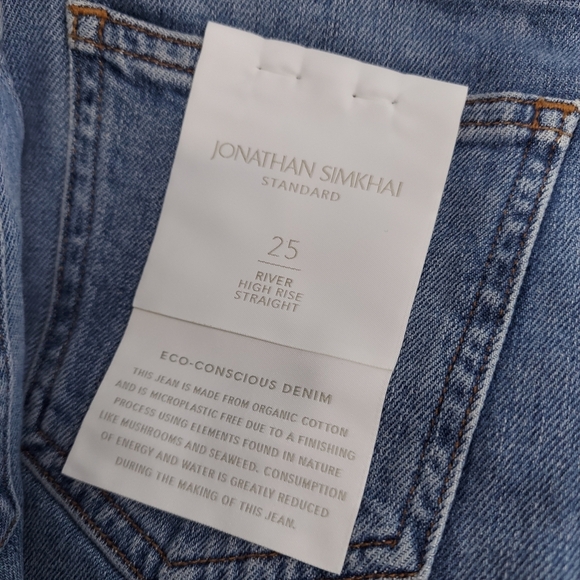 JONATHAN SIMKHAI
STANDARD
25
RIVER
HIGH RISE
STRAIGHT
ECO-CONSCIOUS DENIM
THIS JEAN IS MADE FROM ORGANIC COTTON
AND IS MICROPLASTIC FREE DUE TO A FINISHING
PROCESS USING ELEMENTS FOUND IN NATURE
LIKE MUSHROOMS AND SEAWEED. CONSUMPTION
OF ENERGY AND WATER IS GREATLY REDUCED
DURING THE MAKING OF THIS JEAN.